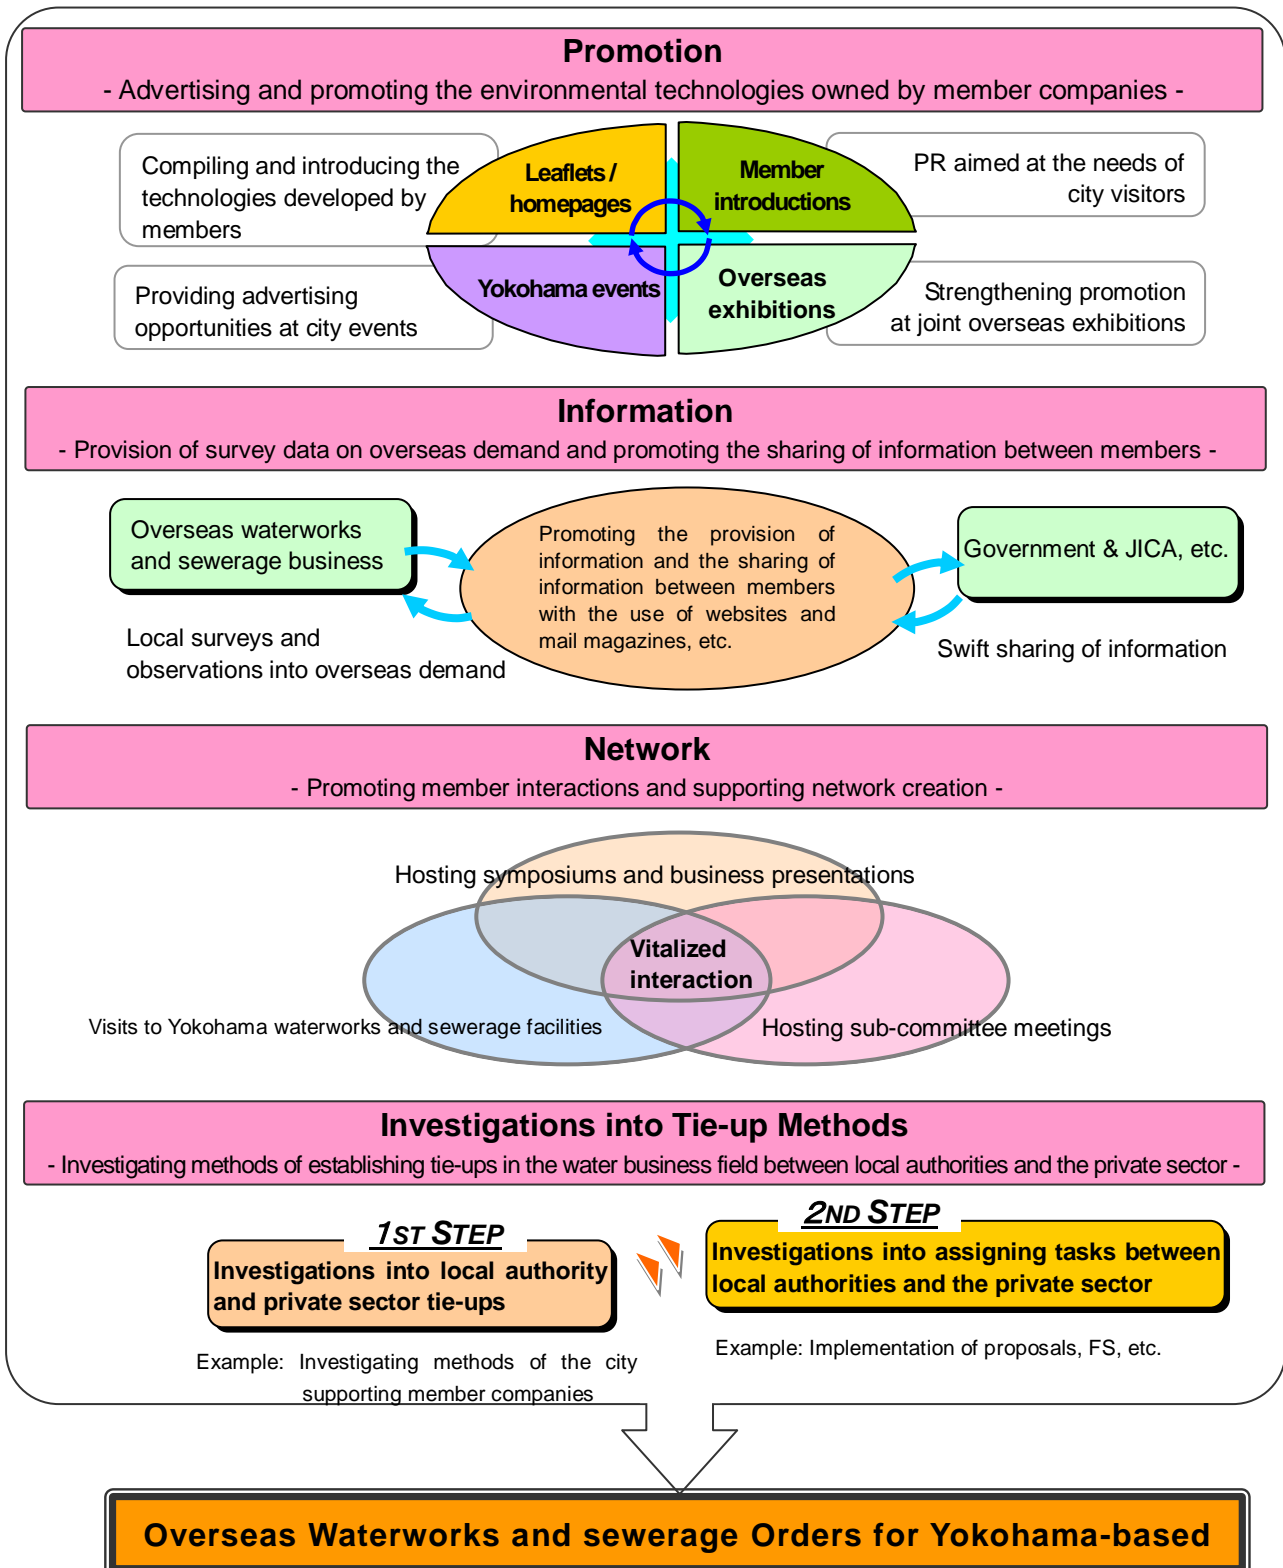 Promotion
- Advertising and promoting the environmental technologies owned by member companies -
Compiling and introducing the
technologies developed by
members
Leaflets /
homepages
Member
introductions
PR aimed at the needs of
city visitors
Providing advertising
opportunities at city events
Yokohama events
Overseas
exhibitions
Strengthening promotion
at joint overseas exhibitions
Information
- Provision of survey data on overseas demand and promoting the sharing of information between members -
Overseas waterworks
and sewerage business
Promoting the provision of
information and the sharing of
information between members
with the use of websites and
mail magazines, etc.
Government & JICA, etc.
Local surveys and
observations into overseas demand
Swift sharing of information
Network
- Promoting member interactions and supporting network creation -
Hosting symposiums and business presentations
Vitalized
interaction
Visits to Yokohama waterworks and sewerage facilities
Hosting sub-committee meetings
Investigations into Tie-up Methods
- Investigating methods of establishing tie-ups in the water business field between local authorities and the private sector -
1ST STEP
Investigations into local authority
and private sector tie-ups
Example: Investigating methods of the city
supporting member companies
2ND STEP
Investigations into assigning tasks between
local authorities and the private sector
Example: Implementation of proposals, FS, etc.
Overseas Waterworks and sewerage Orders for Yokohama-based